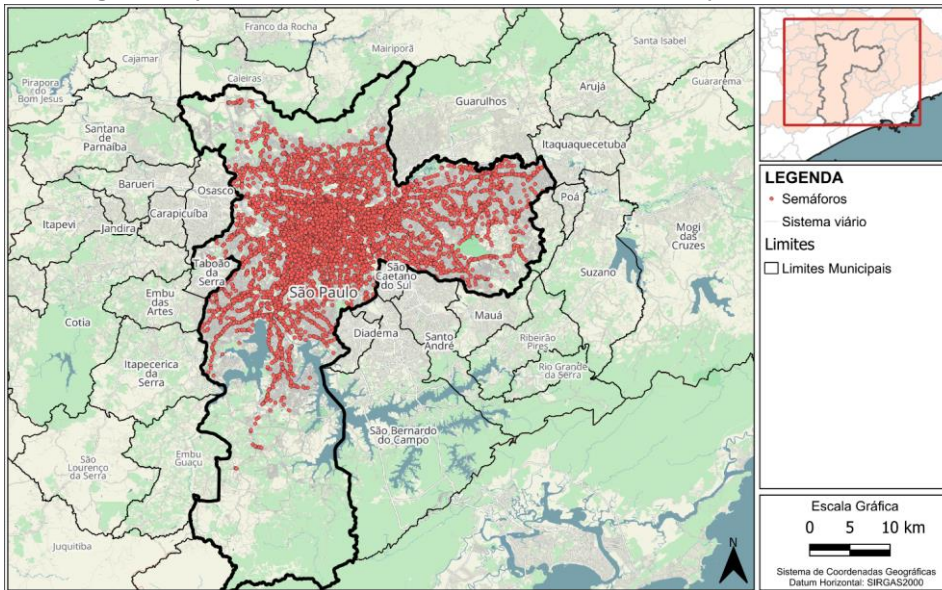 Franco da Rocha
Cajamar
Mairiporã
Santa Isabel
Pirapora
do
Bom Jesus
Caieiras
Guararema
Arujá
Guarulhos
Santana
de
Parnaíba
Itaquaquecetuba
Barueri
Osasco
Poá
Carapicuíba
Itapevi
Jandira
Mogi
das
Cruzes
Taboão
da
Serra
São
Caetano
do Sul
Suzano
São Paulo
Embu
das
Artes
Mauá
Cotia
Diadema
Santo
André
Ribeirão
Pires
Itapecerica
da
Serra
Rio Grande
da Serra
São Bernardo
do Campo
São
Lourenço
da Serra
Embu
Guaçu
Juquitiba
N
LEGENDA
Semáforos
Sistema viário
Limites
Limites Municipais
Escala Gráfica
0 5 10 km
Sistema de Coordenadas Geográficas
Datum Horizontal: SIRGAS2000